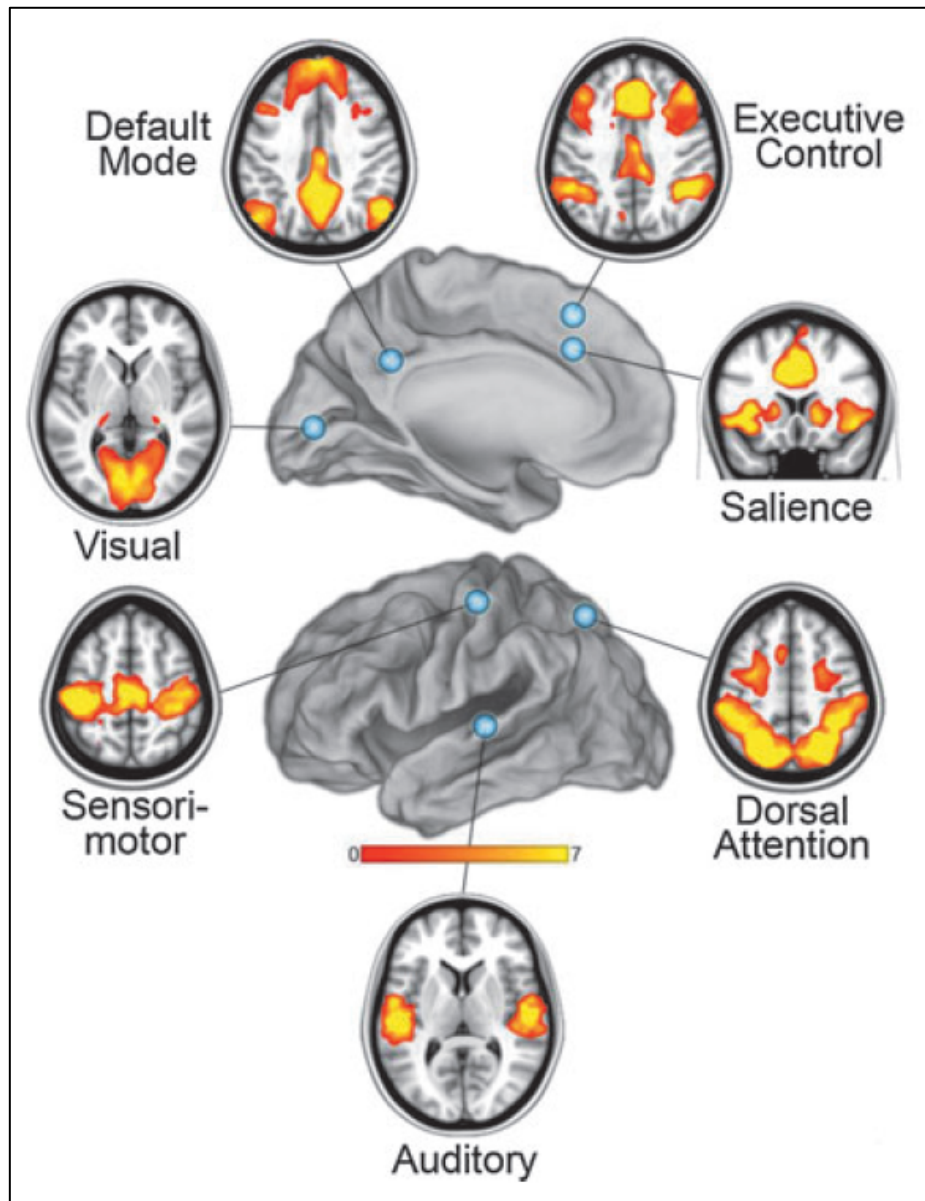 Default
Mode
Executive
Control
Visual
Salience
Sensori-
motor
Dorsal
Attention
0
7
Auditory